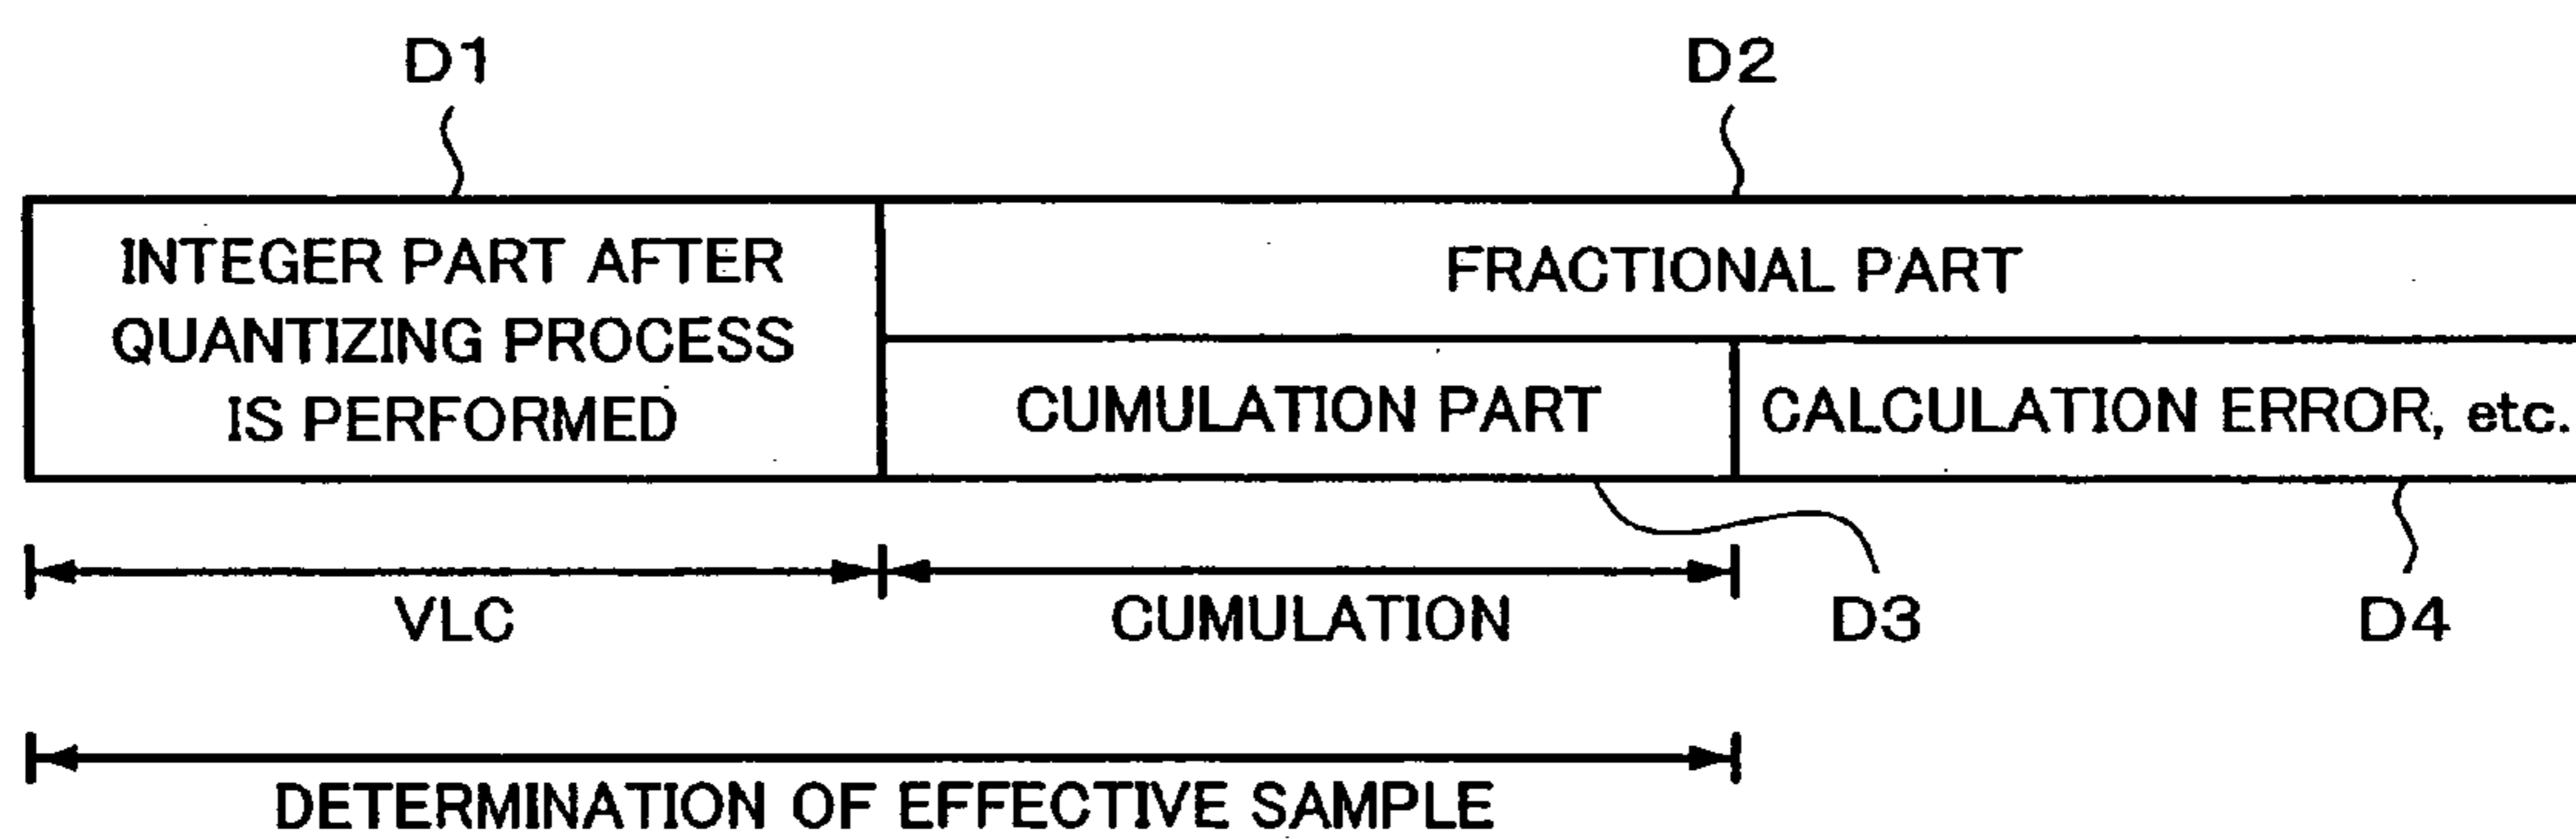 D1
D2
INTEGER PART AFTER
QUANTIZING PROCESS
IS PERFORMED
FRACTIONAL PART
CUMULATION PART
CALCULATION ERROR, etc.
VLC
CUMULATION
D3
D4
DETERMINATION OF EFFECTIVE SAMPLE